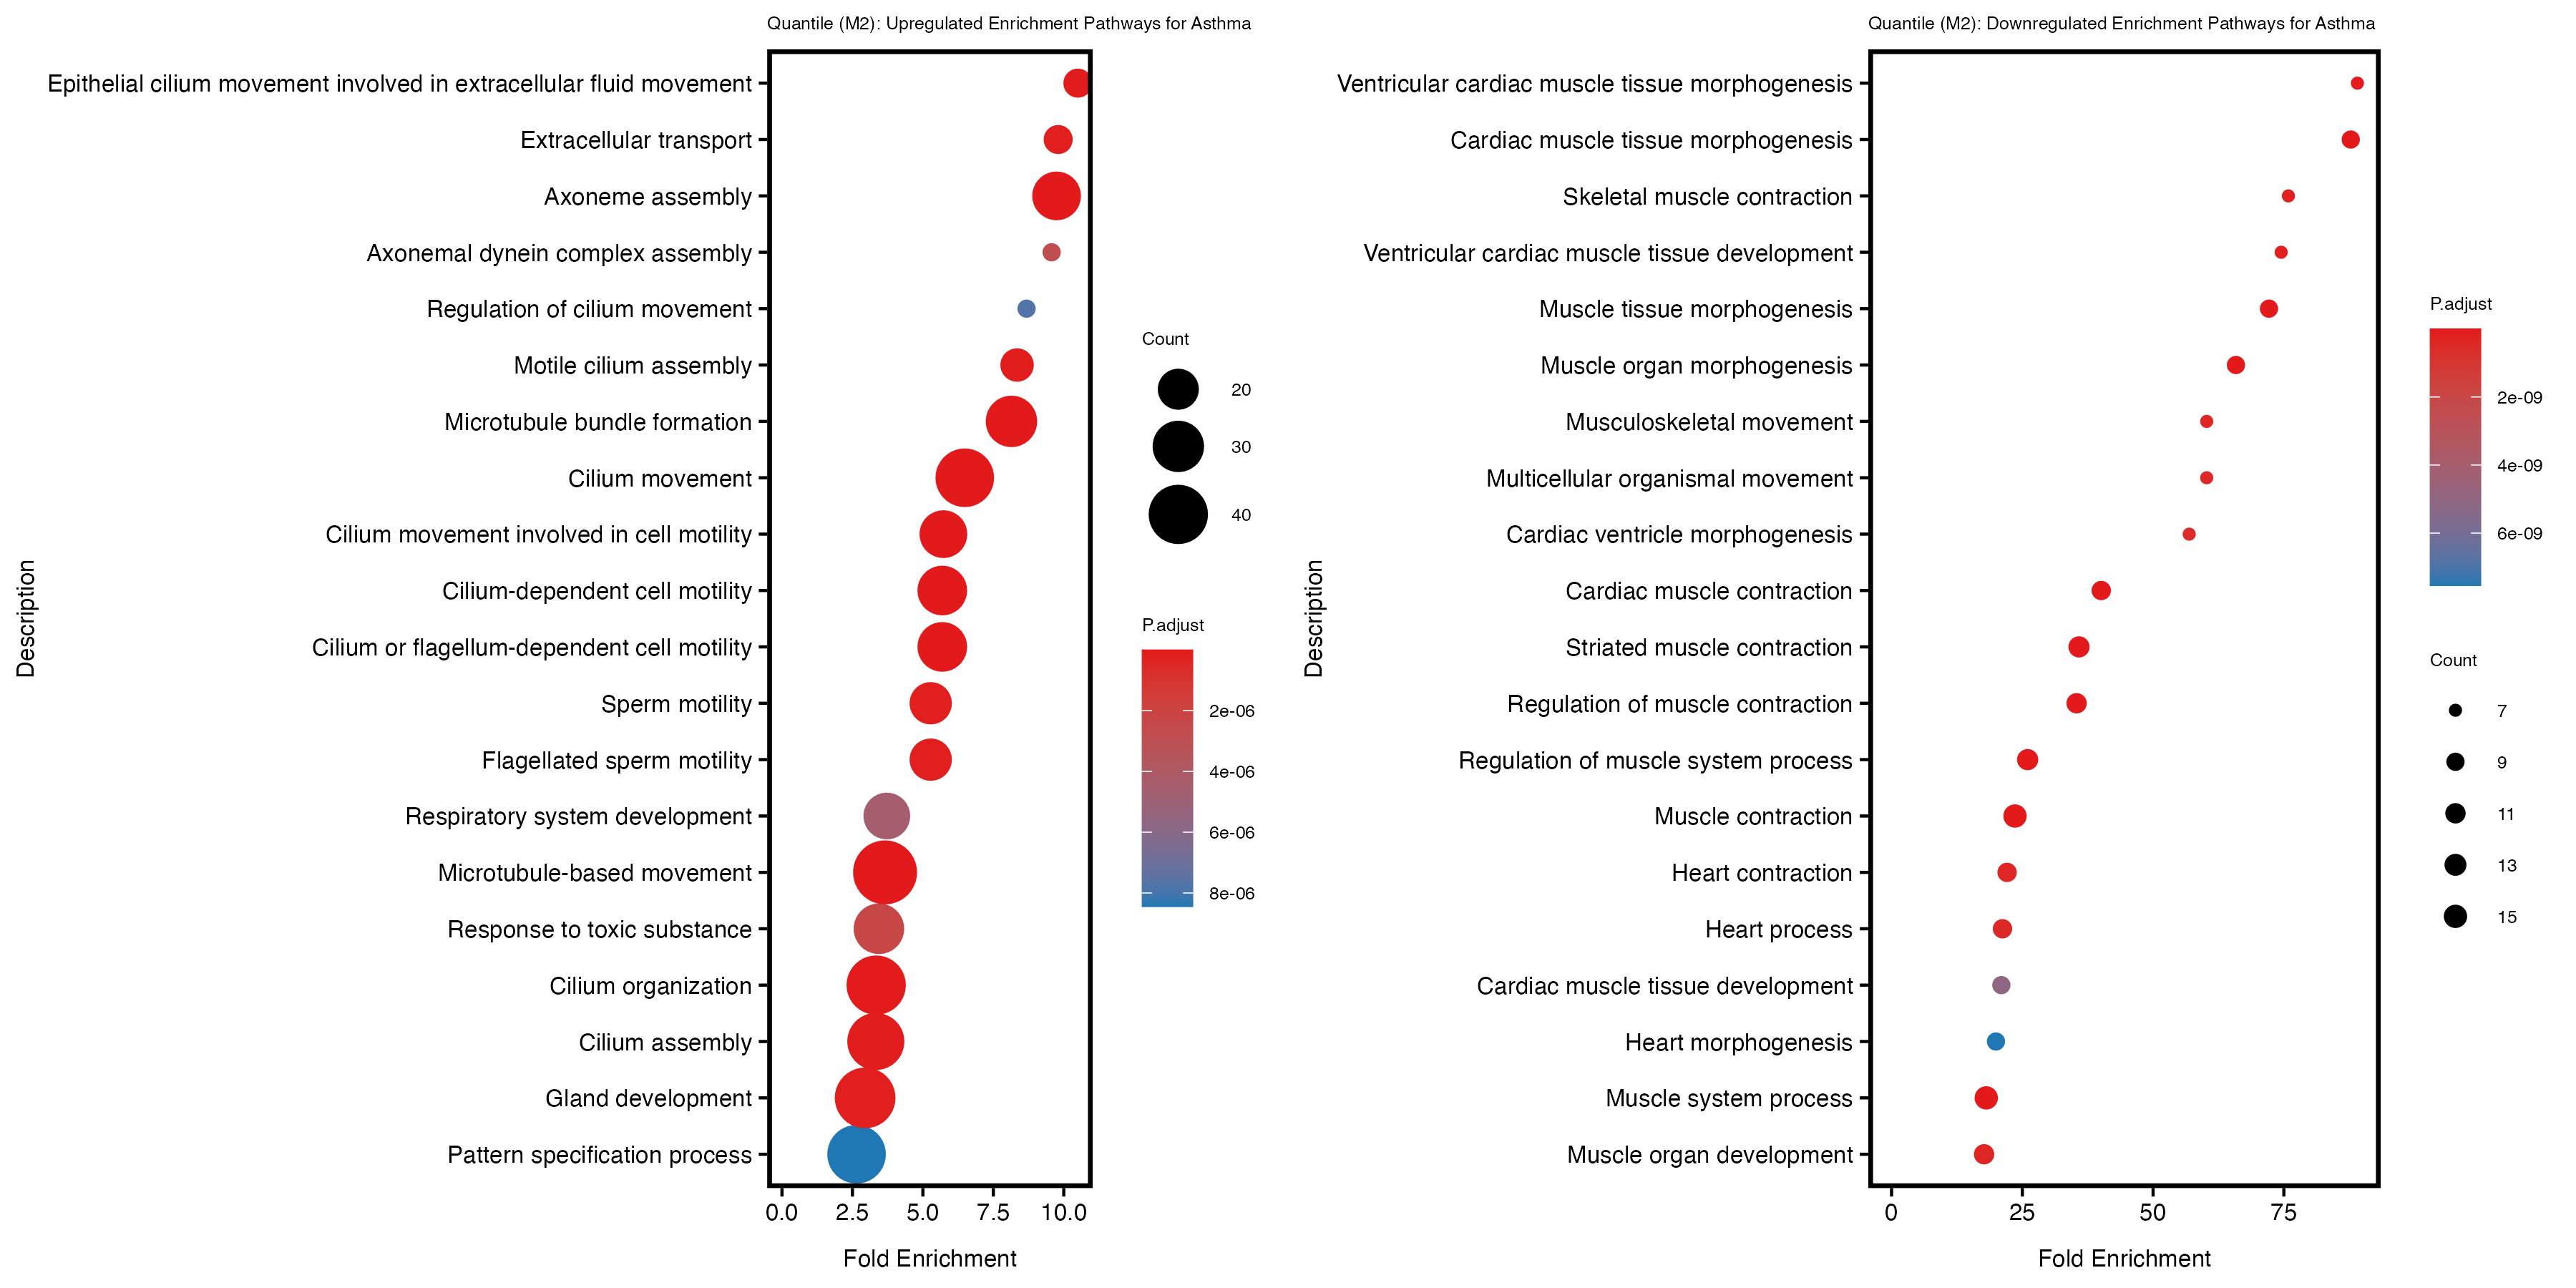 Quantile (M2): Upregulated Enrichment Pathways for Asthma
Epithelial cilium movement involved in extracellular fluid movement
Extracellular transport
Axoneme assembly
Axonemal dynein complex assembly
Regulation of cilium movement
Motile cilium assembly
Microtubule bundle formation
Cilium movement
Cilium movement involved in cell motility
Cilium-dependent cell motility
Cilium or flagellum-dependent cell motility
Sperm motility
Flagellated sperm motility
Respiratory system development
Microtubule-based movement
Response to toxic substance
Cilium organization
Cilium assembly
Gland development
Pattern specification process
Description
0.0 2.5 5.0 7.5 10.0
Fold Enrichment
Count
20
30
40
P.adjust
2e-06
4e-06
6e-06
8e-06
Quantile (M2): Downregulated Enrichment Pathways for Asthma
Ventricular cardiac muscle tissue morphogenesis
Cardiac muscle tissue morphogenesis
Skeletal muscle contraction
Ventricular cardiac muscle tissue development
Muscle tissue morphogenesis
Muscle organ morphogenesis
Musculoskeletal movement
Multicellular organismal movement
Cardiac ventricle morphogenesis
Cardiac muscle contraction
Striated muscle contraction
Regulation of muscle contraction
Regulation of muscle system process
Muscle contraction
Heart contraction
Heart process
Cardiac muscle tissue development
Heart morphogenesis
Muscle system process
Muscle organ development
Description
0 25 50 75
Fold Enrichment
P.adjust
2e-09
4e-09
6e-09
Count
7
9
11
13
15